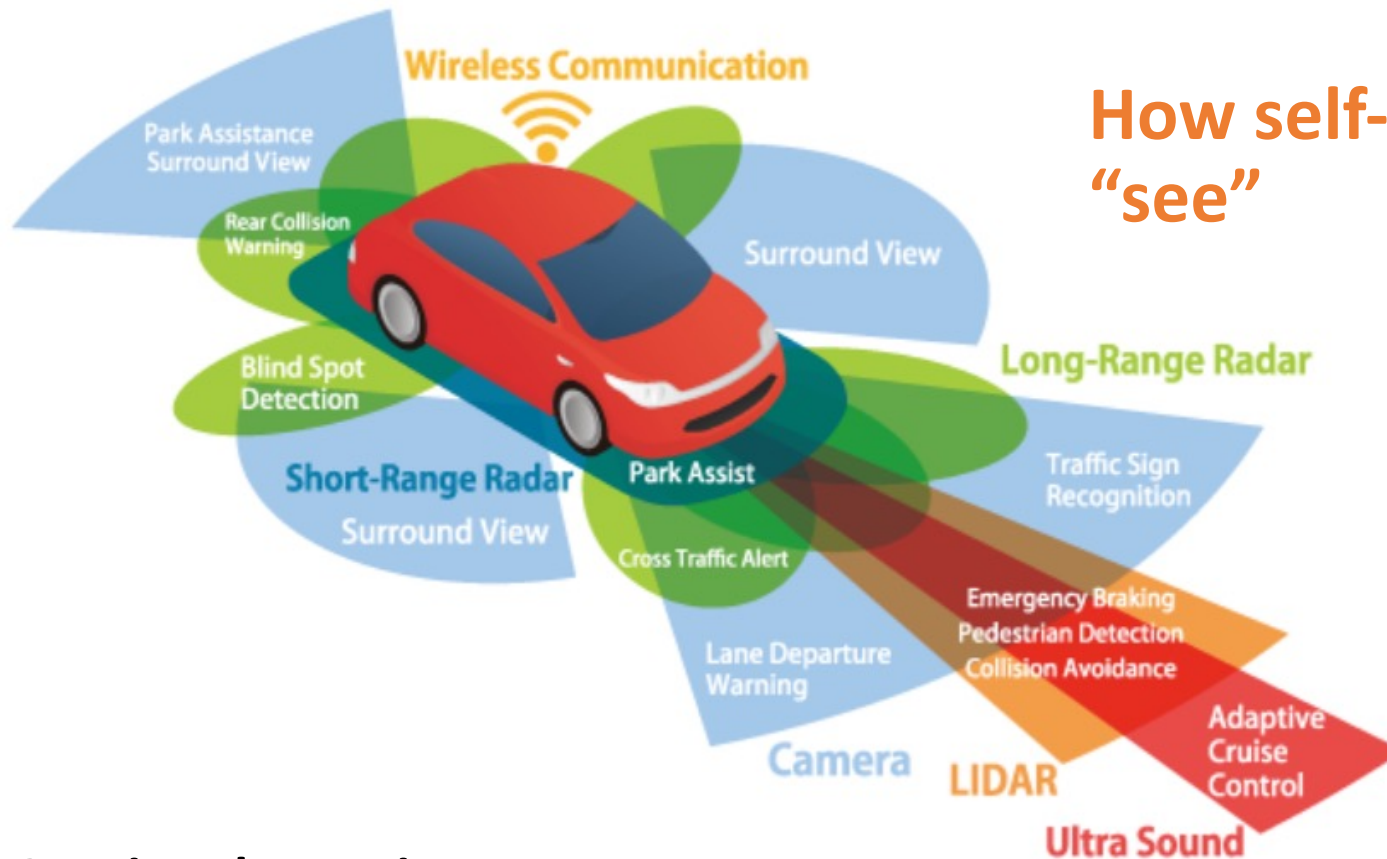 Wireless Communication
How self-
“see”
Park Assistance
Surround View
Rear Collision
Warning
Surround View
Long-Range Radar
Blind Spot
Detection
Short-Range Radar
Park Assist
Traffic Sign
Recognition
Surround View
Cross Traffic Alert
Emergency Braking
Pedestrian Detection
Collision Avoidance
Lane Departure
Warning
Adaptive
Cruise
Control
Camera
LIDAR
Ultra Sound